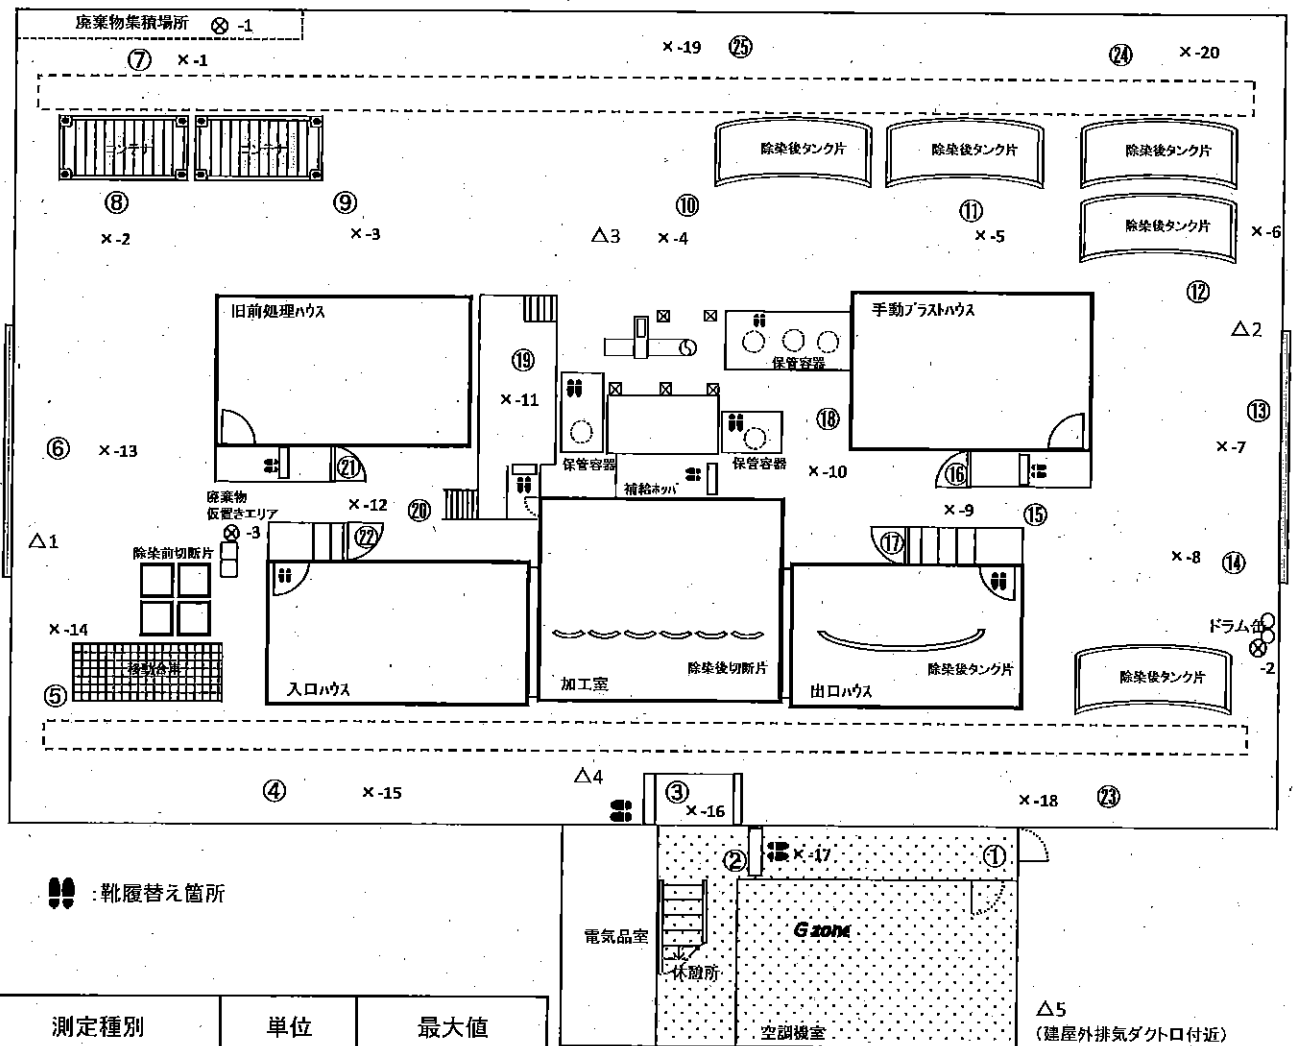 廃棄物集積場所 ⊗ -1
⑦ × -1
× -19 ㉕
㉔ × -20
コンテナ コンテナ
除染後タンク片 除染後タンク片 除染後タンク片
除染後タンク片
⑧ ⑨ ⑩ ⑪
× -2 × -3 △3 × -4 × -5 × -6
⑫
旧前処理ハウス
手動ブラストハウス
△2
⑲
保管容器
× -11
⑬
⑱
⑥ × -13
× -7
保管容器 保管容器
㉑
⑯
× -10
補給ホッパ
廃棄物
仮置きエリア
⊗ -3
× -12 ⑳
× -9 ⑮
△1
㉒
⑰
除染前切断片
× -8 ⑭
× -14
ドラム缶
⊗
-2
移動台車
除染後切断片
除染後タンク片
除染後タンク片
⑤
入口ハウス
加工室
出口ハウス
△4
④ × -15
③
× -16
× -18 ㉓
② × -17
①
:靴履替え箇所
電気品室
G zone
休憩所
空調機室
△5
(建屋外排気ダクト口付近)
測定種別 単位 最大値